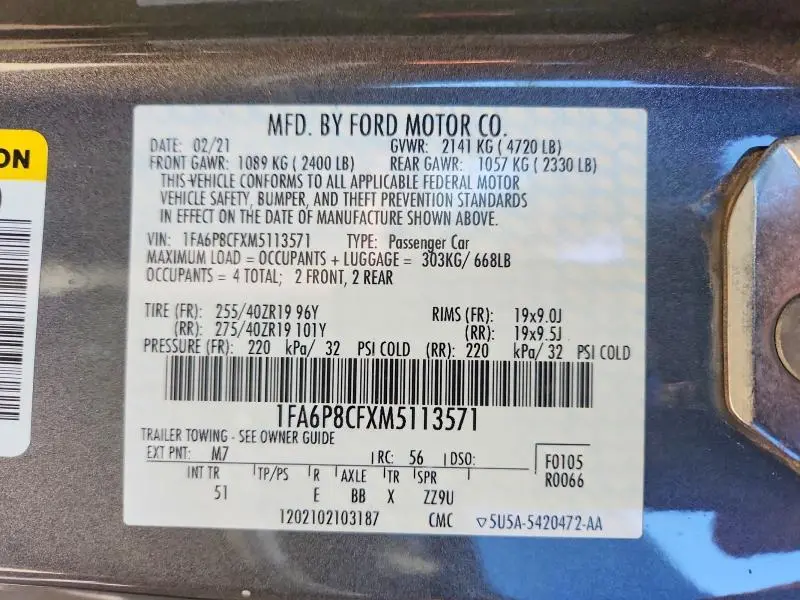 MFD. BY FORD MOTOR CO.
DATE: 02/21 GVWR: 2141 KG ( 4720 LB)
FRONT GAWR: 1089 KG ( 2400 LB) REAR GAWR: 1057 KG ( 2330 LB)
THIS VEHICLE CONFORMS TO ALL APPLICABLE FEDERAL MOTOR
VEHICLE SAFETY, BUMPER, AND THEFT PREVENTION STANDARDS
IN EFFECT ON THE DATE OF MANUFACTURE SHOWN ABOVE.
VIN: 1FA6P8CFXM5113571 TYPE: Passenger Car
MAXIMUM LOAD = OCCUPANTS + LUGGAGE = 303KG/ 668LB
OCCUPANTS = 4 TOTAL; 2 FRONT, 2 REAR
TIRE (FR): 255/40ZR19 96Y RIMS (FR): 19x9.0J
(RR): 275/40ZR19 101Y (RR): 19x9.5J
PRESSURE (FR): 220 kPa/ 32 PSI COLD (RR): 220 kPa/ 32 PSI COLD
1FA6P8CFXM5113571
TRAILER TOWING - SEE OWNER GUIDE
EXT PNT: M7 RC: 56 DSO: F0105
R0066
INT TR TP/PS R AXLE TR SPR
51 E BB X ZZ9U
1202102103187 CMC ▽5U5A-5420472-AA
ON